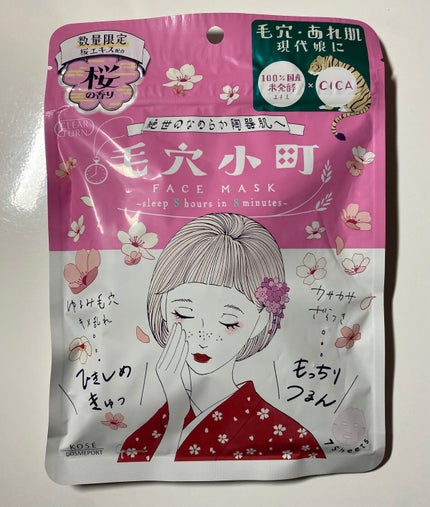 数量限定
桜エキス配合
桜
の香り
毛穴・あれ肌
現代娘に
100%国産
米発酵
エキス
×
CICA
CLEAR
TURN
絶世のなめらか陶器肌へ
毛穴小町
FACE MASK
~sleep 8 hours in 8 minutes~
ゆるみ毛穴
キメ乱れ
ひきしめ
きゅっ
カサカサ
ざらつき
もっちり
つるん
7 Sheets
KOSÉ
COSMEPORT